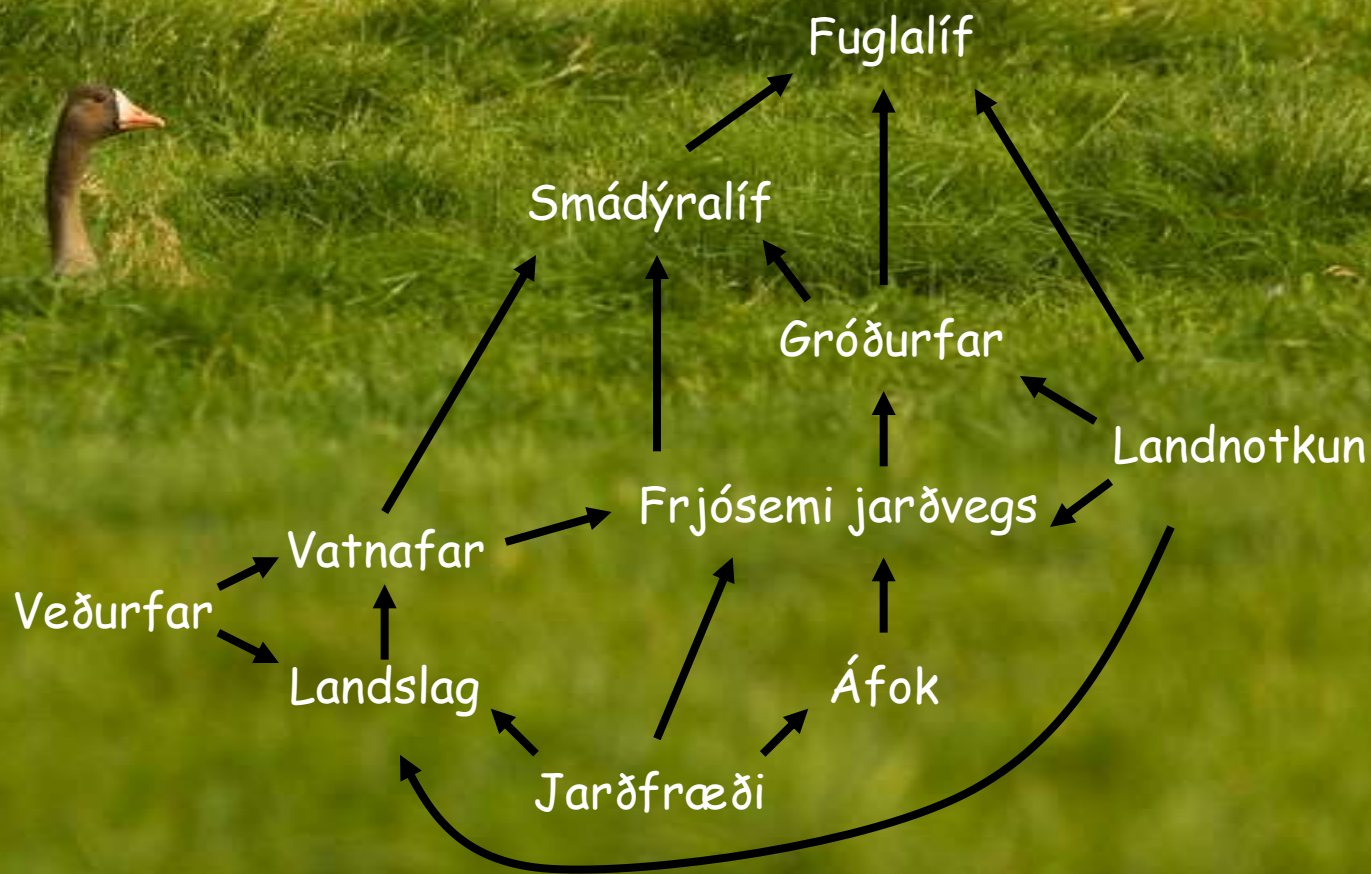 Fuglalíf
Smádýralíf
Gróðurfar
Landnotkun
Frjósemi jarðvegs
Vatnafar
Veðurfar
Landslag
Áfok
Jarðfræði